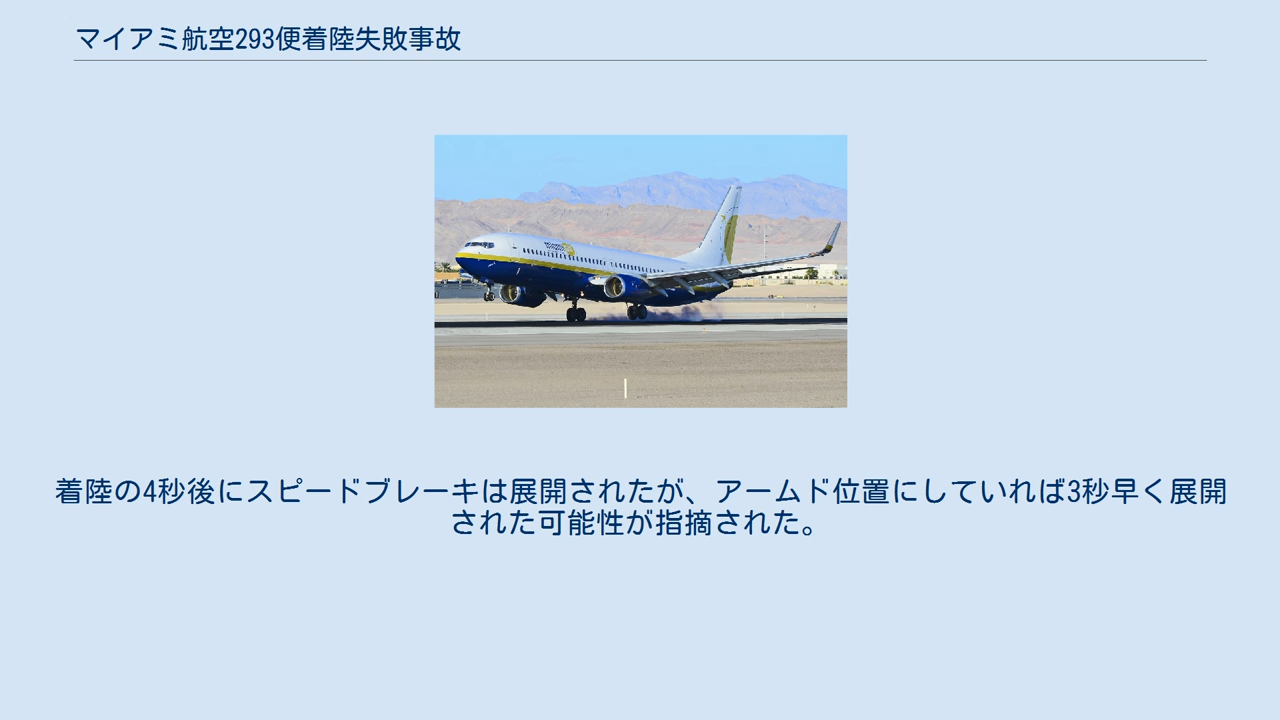 マイアミ航空293便着陸失敗事故
着陸の4秒後にスピードブレーキは展開されたが、アームド位置にしていれば3秒早く展開
された可能性が指摘された。